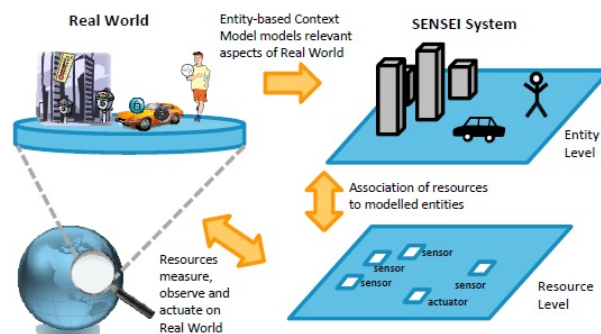 Real World
Entity-based Context
Model models relevant
aspects of Real World
SENSEI System
Entity
Level
Association of resources
to modelled entities
Resources
measure,
observe and
actuate on
Real World
sensor
sensor
sensor
sensor
actuator
Resource
Level